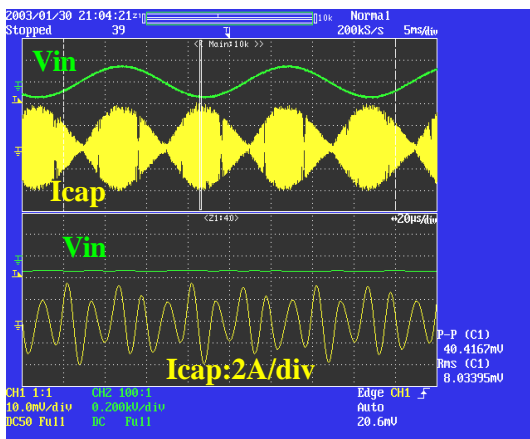 2003/01/30 21:04:21 10k Normal
Stopped 39 200kS/s 5ms/div
<< Main:10k >>
Vin
Icap
<Z1:40> 20µs/div
Vin
Icap:2A/div
P-P (C1)
40.4167mV
Rms (C1)
8.03395mV
CH1 1:1 CH2 100:1 Edge CH1
10.0mV/div 0.200kV/div Auto
DC50 Full DC Full 20.6mV